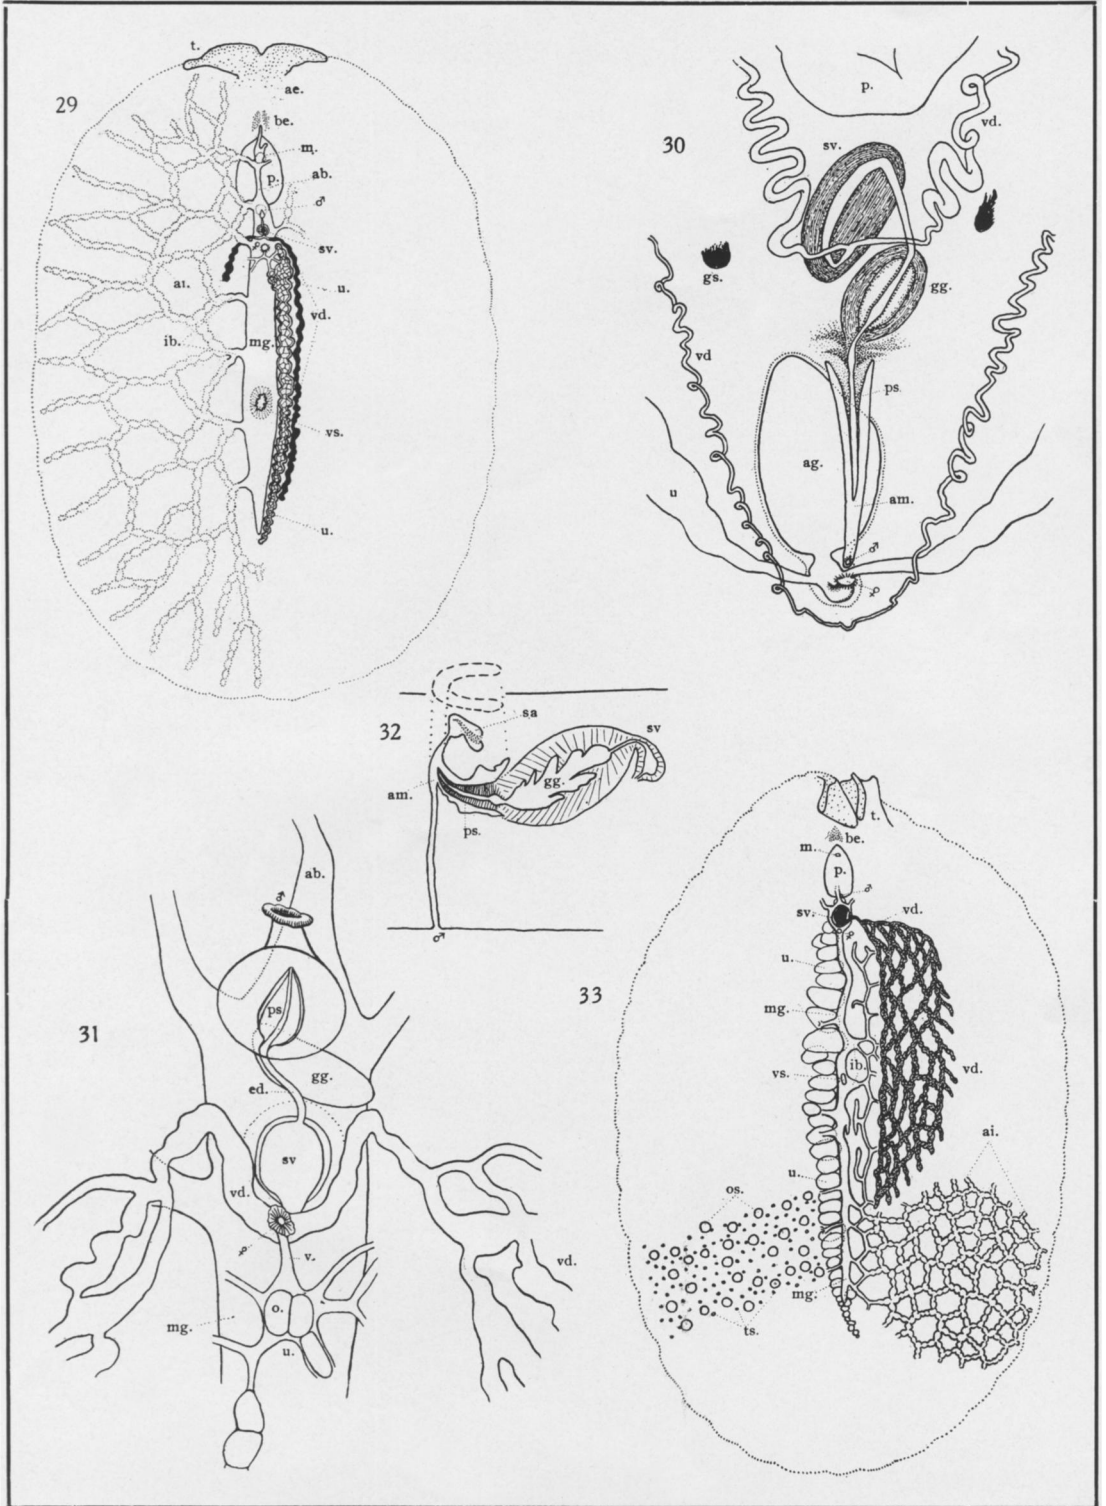 29
t.
ae.
be.
m.
p.
ab.
♂
sv.
♀
u.
vd.
ai.
ib.
mg.
vs.
u.
30
p.
vd.
sv.
gs.
gg.
vd
ps.
ag.
am.
u
♂
♀
32
sa
sv
gg.
am.
ps.
♂
31
ab.
♂
ps
gg.
ed.
sv
vd.
♀
v.
vd.
o.
mg.
u.
33
t.
be.
m.
p.
♂
sv.
vd.
♀
u.
mg.
ib.
vs.
vd.
ai.
u.
os.
mg.
ts.